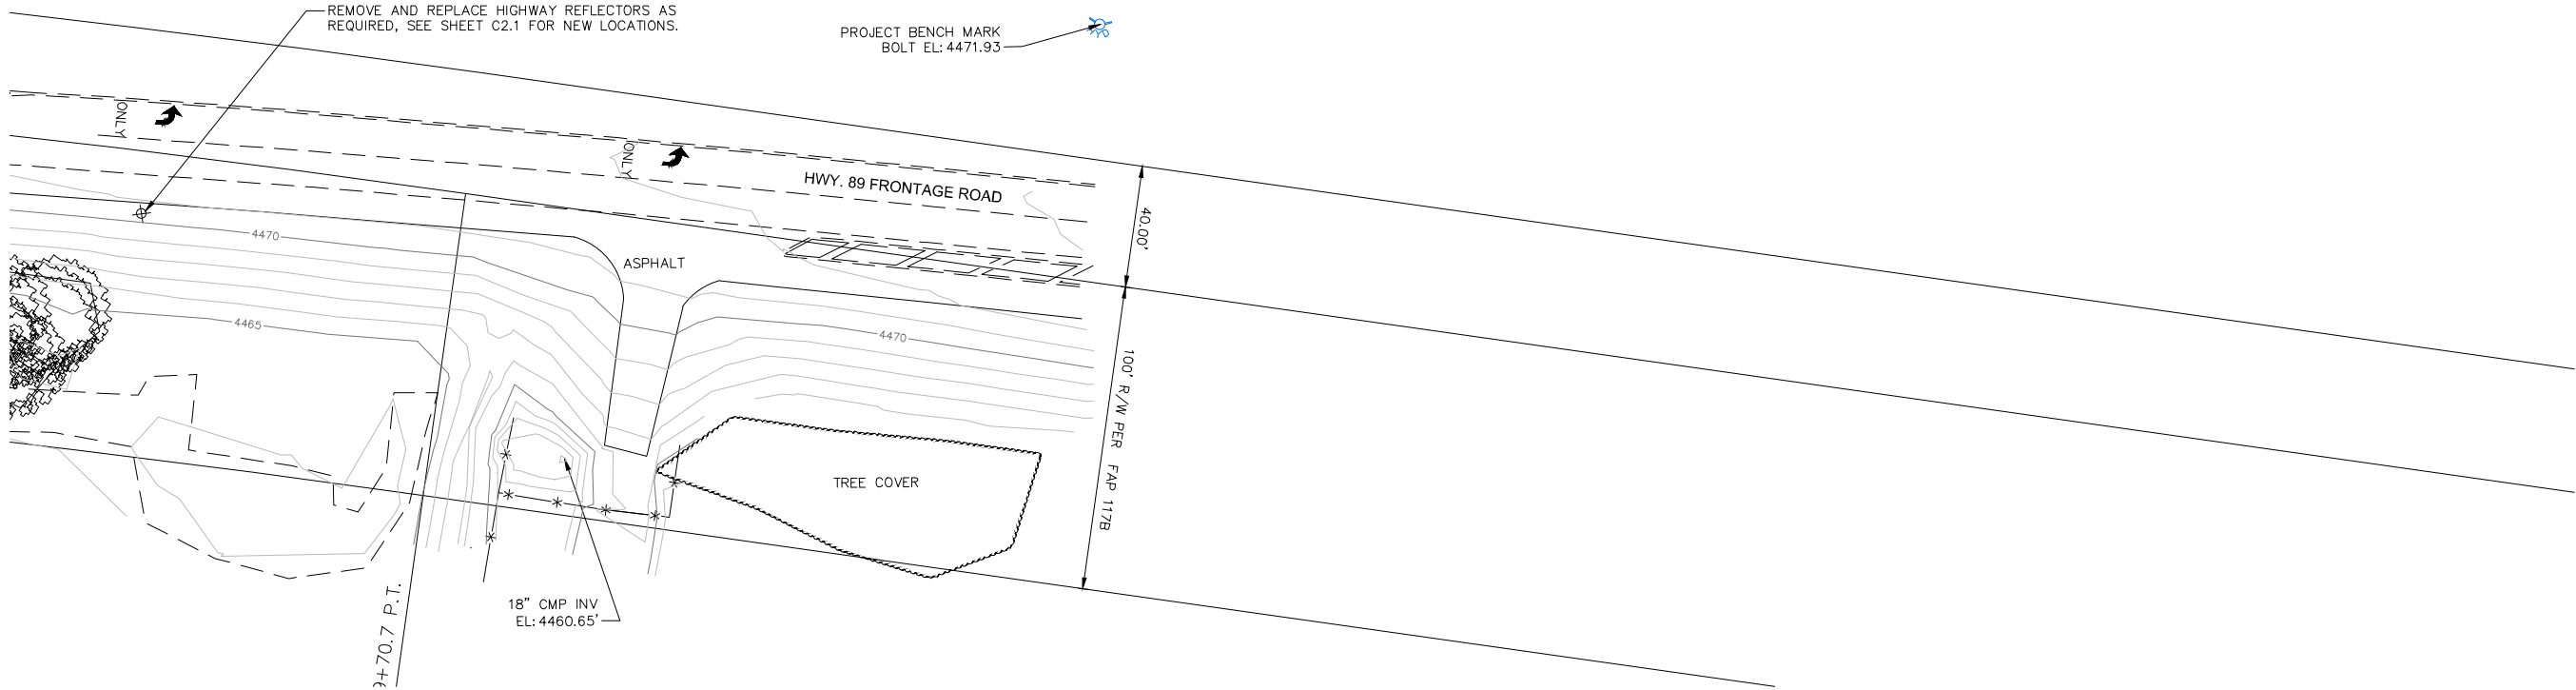 REMOVE AND REPLACE HIGHWAY REFLECTORS AS
REQUIRED, SEE SHEET C2.1 FOR NEW LOCATIONS.
PROJECT BENCH MARK
BOLT EL: 4471.93
ONLY
ONLY
HWY. 89 FRONTAGE ROAD
40.00'
4470
ASPHALT
4465
4470
100' R/W PER FAP 117B
TREE COVER
18" CMP INV
EL: 4460.65'
9+70.7 P.T.